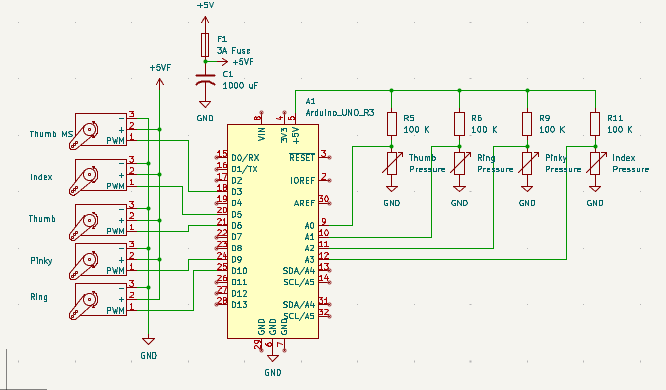 +5V
F1
3A Fuse
+5VF
+5VF
C1
1000 uF
GND
A1
Arduino_UNO_R3
8
4
5
VIN
3V3
+5V
R5
100 K
R6
100 K
R9
100 K
R11
100 K
Thumb MS
3
2
1
-
+
PWM
Index
3
2
1
-
+
PWM
Thumb
3
2
1
-
+
PWM
Pinky
3
2
1
-
+
PWM
Ring
3
2
1
-
+
PWM
GND
15 D0/RX
16 D1/TX
17 D2
18 D3
19 D4
20 D5
21 D6
22 D7
23 D8
24 D9
25 D10
26 D11
27 D12
28 D13
RESET 3
IOREF 2
AREF 30
A0 9
A1 10
A2 11
A3 12
SDA/A4 13
SCL/A5 14
SDA/A4 31
SCL/A5 32
GND
GND
GND
29
6
7
GND
Thumb
Pressure
Ring
Pressure
Pinky
Pressure
Index
Pressure
GND
GND
GND
GND